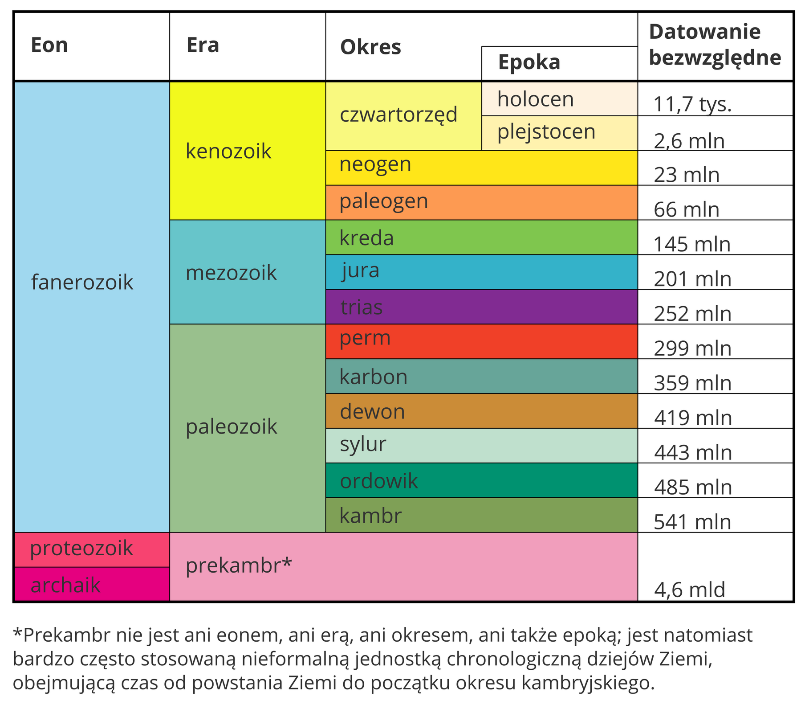 Eon
Era
Okres
Epoka
Datowanie
bezwzględne
fanerozoik
kenozoik
czwartorzęd
holocen
11,7 tys.
plejstocen
2,6 mln
neogen
23 mln
paleogen
66 mln
mezozoik
kreda
145 mln
jura
201 mln
trias
252 mln
paleozoik
perm
299 mln
karbon
359 mln
dewon
419 mln
sylur
443 mln
ordowik
485 mln
kambr
541 mln
proteozoik
archaik
prekambr*
4,6 mld
*Prekambr nie jest ani eonem, ani erą, ani okresem, ani także epoką; jest natomiast
bardzo często stosowaną nieformalną jednostką chronologiczną dziejów Ziemi,
obejmującą czas od powstania Ziemi do początku okresu kambryjskiego.